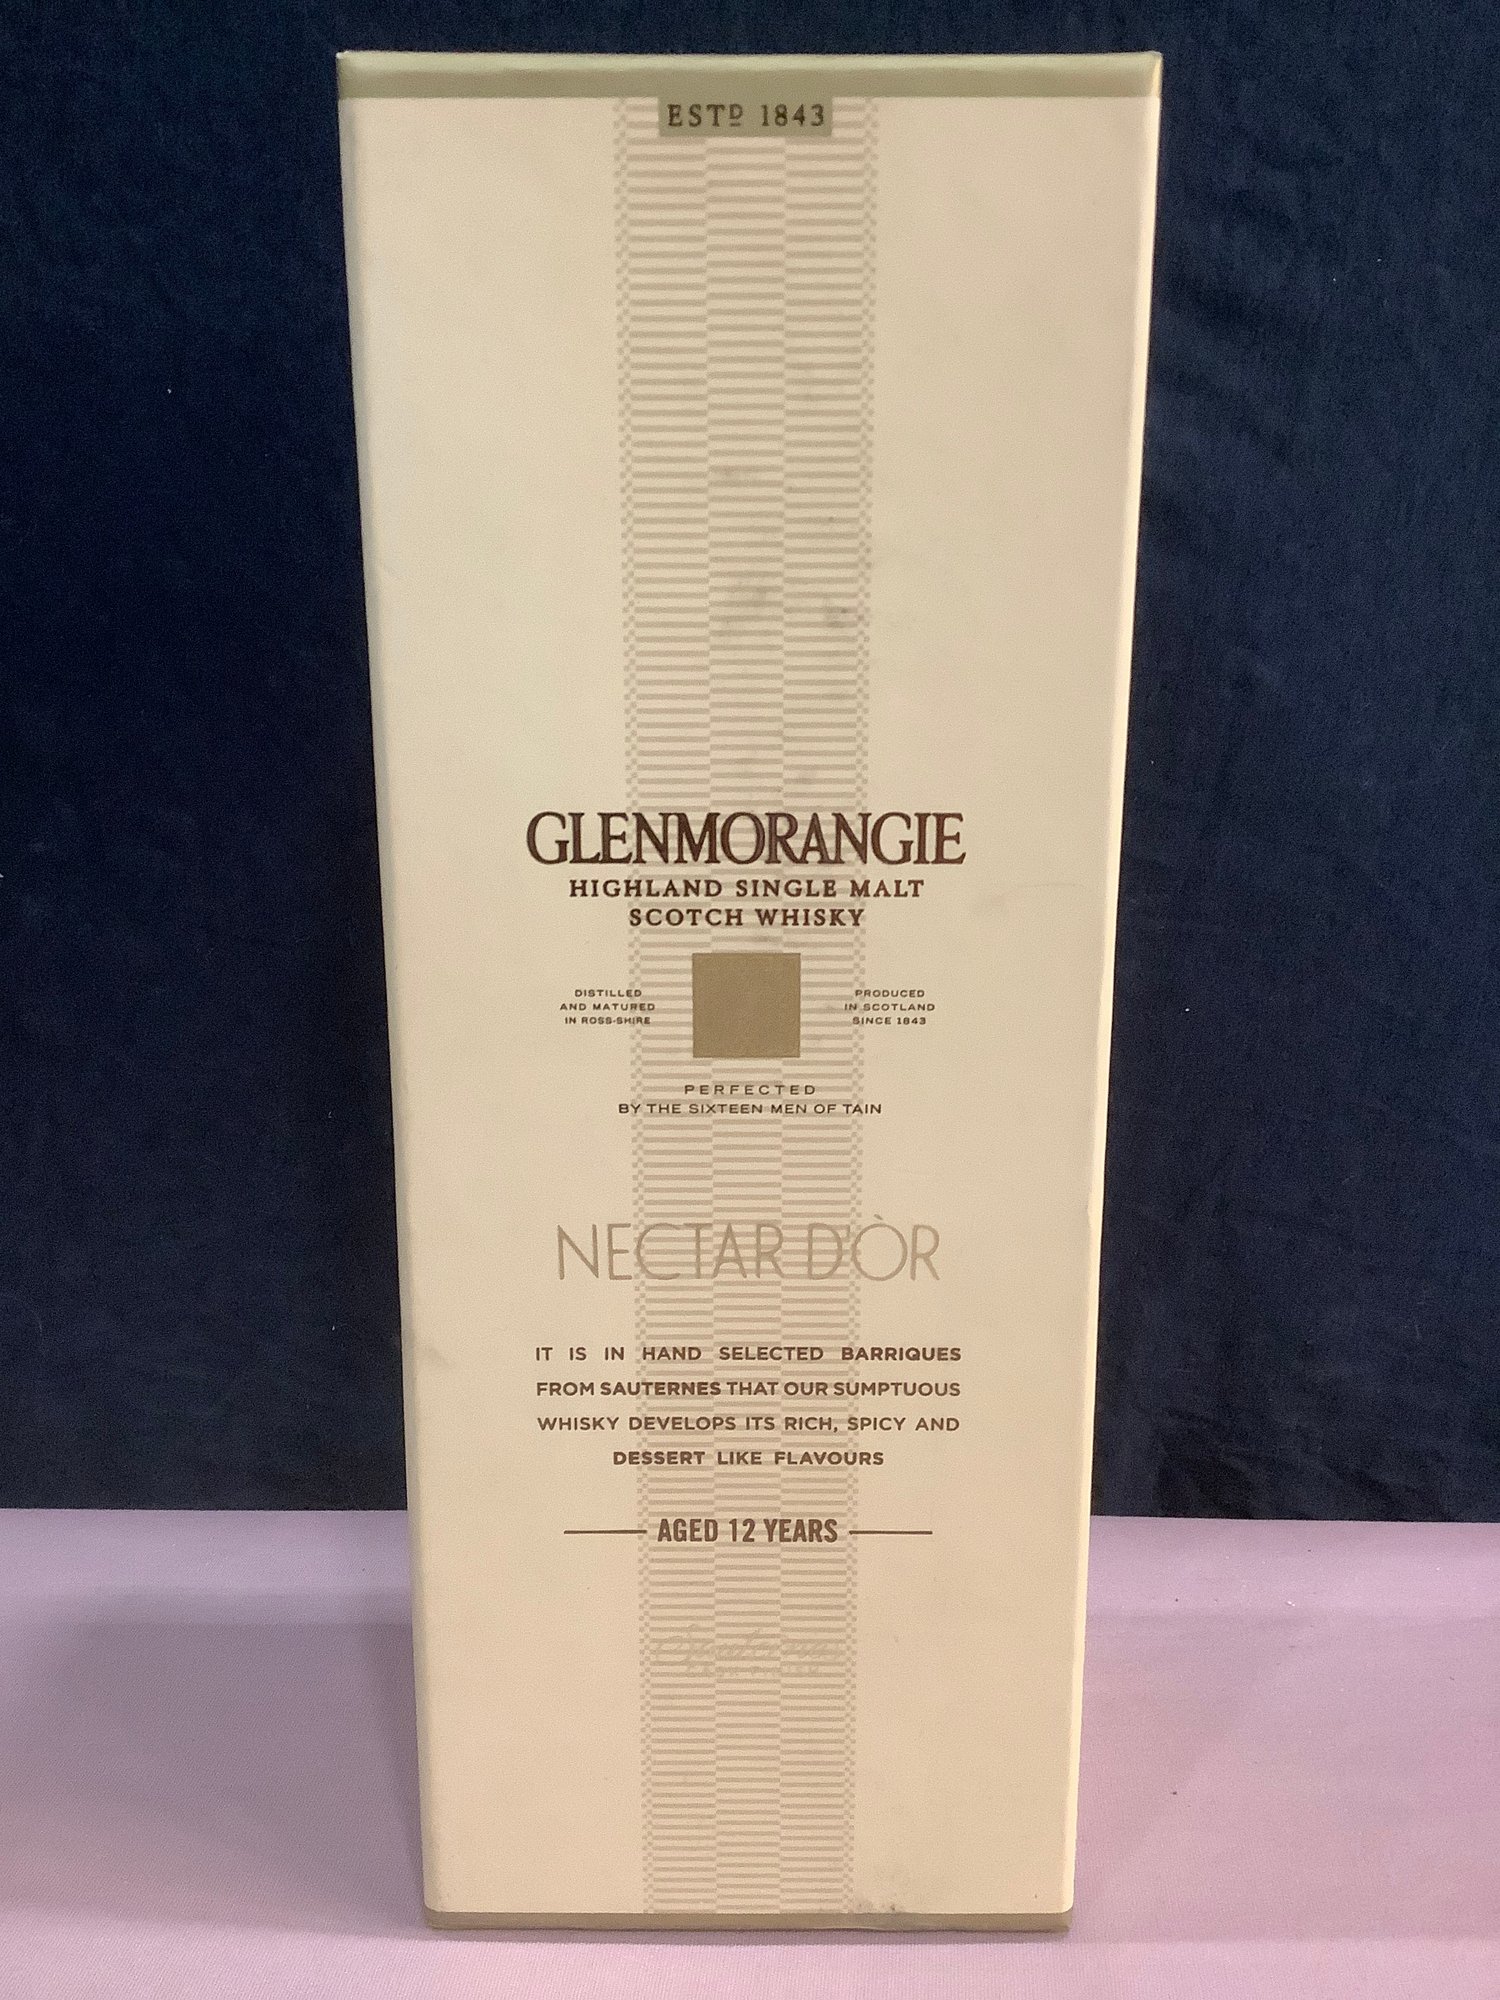 ESTD 1843
GLENMORANGIE
HIGHLAND SINGLE MALT
SCOTCH WHISKY
DISTILLED
AND MATURED
IN ROSS-SHIRE
PRODUCED
IN SCOTLAND
SINCE 1843
PERFECTED
BY THE SIXTEEN MEN OF TAIN
NECTAR D'ÒR
IT IS IN HAND SELECTED BARRIQUES
FROM SAUTERNES THAT OUR SUMPTUOUS
WHISKY DEVELOPS ITS RICH, SPICY AND
DESSERT LIKE FLAVOURS
AGED 12 YEARS
Sauternes